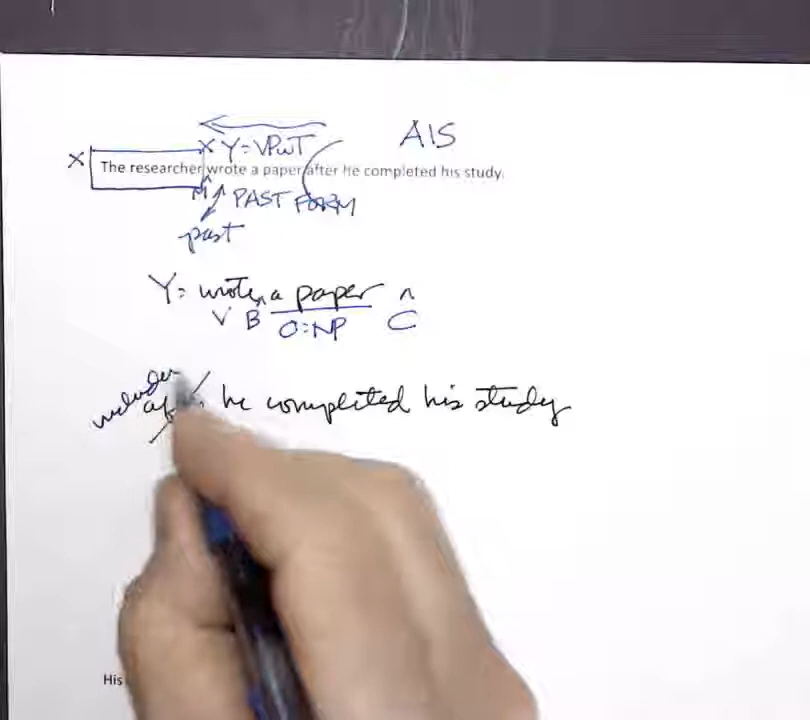 AIS
X Y=VPwT
X
The researcher wrote a paper after he completed his study.
M PAST FORM
past
Y= wrote ^ a paper ^
V B O=NP C
includer
he completed his study
His